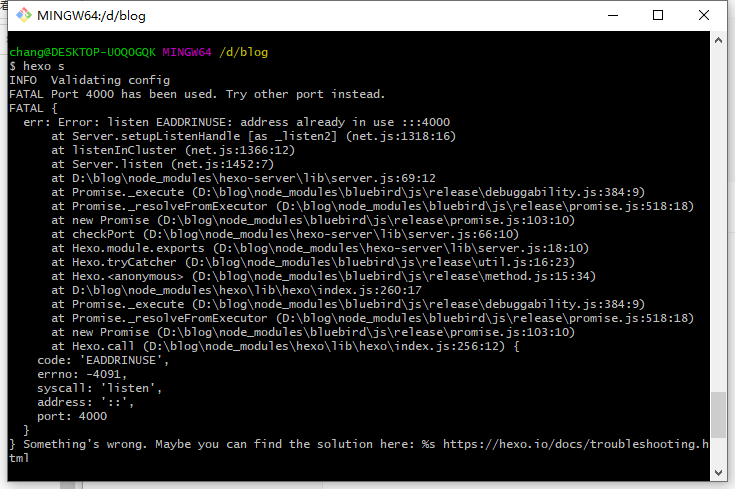 MINGW64:/d/blog
chang@DESKTOP-UOQOGQK MINGW64 /d/blog
$ hexo s
INFO  Validating config
FATAL Port 4000 has been used. Try other port instead.
FATAL {
  err: Error: listen EADDRINUSE: address already in use :::4000
      at Server.setupListenHandle [as _listen2] (net.js:1318:16)
      at listenInCluster (net.js:1366:12)
      at Server.listen (net.js:1452:7)
      at D:\blog\node_modules\hexo-server\lib\server.js:69:12
      at Promise._execute (D:\blog\node_modules\bluebird\js\release\debuggability.js:384:9)
      at Promise._resolveFromExecutor (D:\blog\node_modules\bluebird\js\release\promise.js:518:18)
      at new Promise (D:\blog\node_modules\bluebird\js\release\promise.js:103:10)
      at checkPort (D:\blog\node_modules\hexo-server\lib\server.js:66:10)
      at Hexo.module.exports (D:\blog\node_modules\hexo-server\lib\server.js:18:10)
      at Hexo.tryCatcher (D:\blog\node_modules\bluebird\js\release\util.js:16:23)
      at Hexo.<anonymous> (D:\blog\node_modules\bluebird\js\release\method.js:15:34)
      at D:\blog\node_modules\hexo\lib\hexo\index.js:260:17
      at Promise._execute (D:\blog\node_modules\bluebird\js\release\debuggability.js:384:9)
      at Promise._resolveFromExecutor (D:\blog\node_modules\bluebird\js\release\promise.js:518:18)
      at new Promise (D:\blog\node_modules\bluebird\js\release\promise.js:103:10)
      at Hexo.call (D:\blog\node_modules\hexo\lib\hexo\index.js:256:12) {
    code: 'EADDRINUSE',
    errno: -4091,
    syscall: 'listen',
    address: '::',
    port: 4000
  }
} Something's wrong. Maybe you can find the solution here: %s https://hexo.io/docs/troubleshooting.h
tml